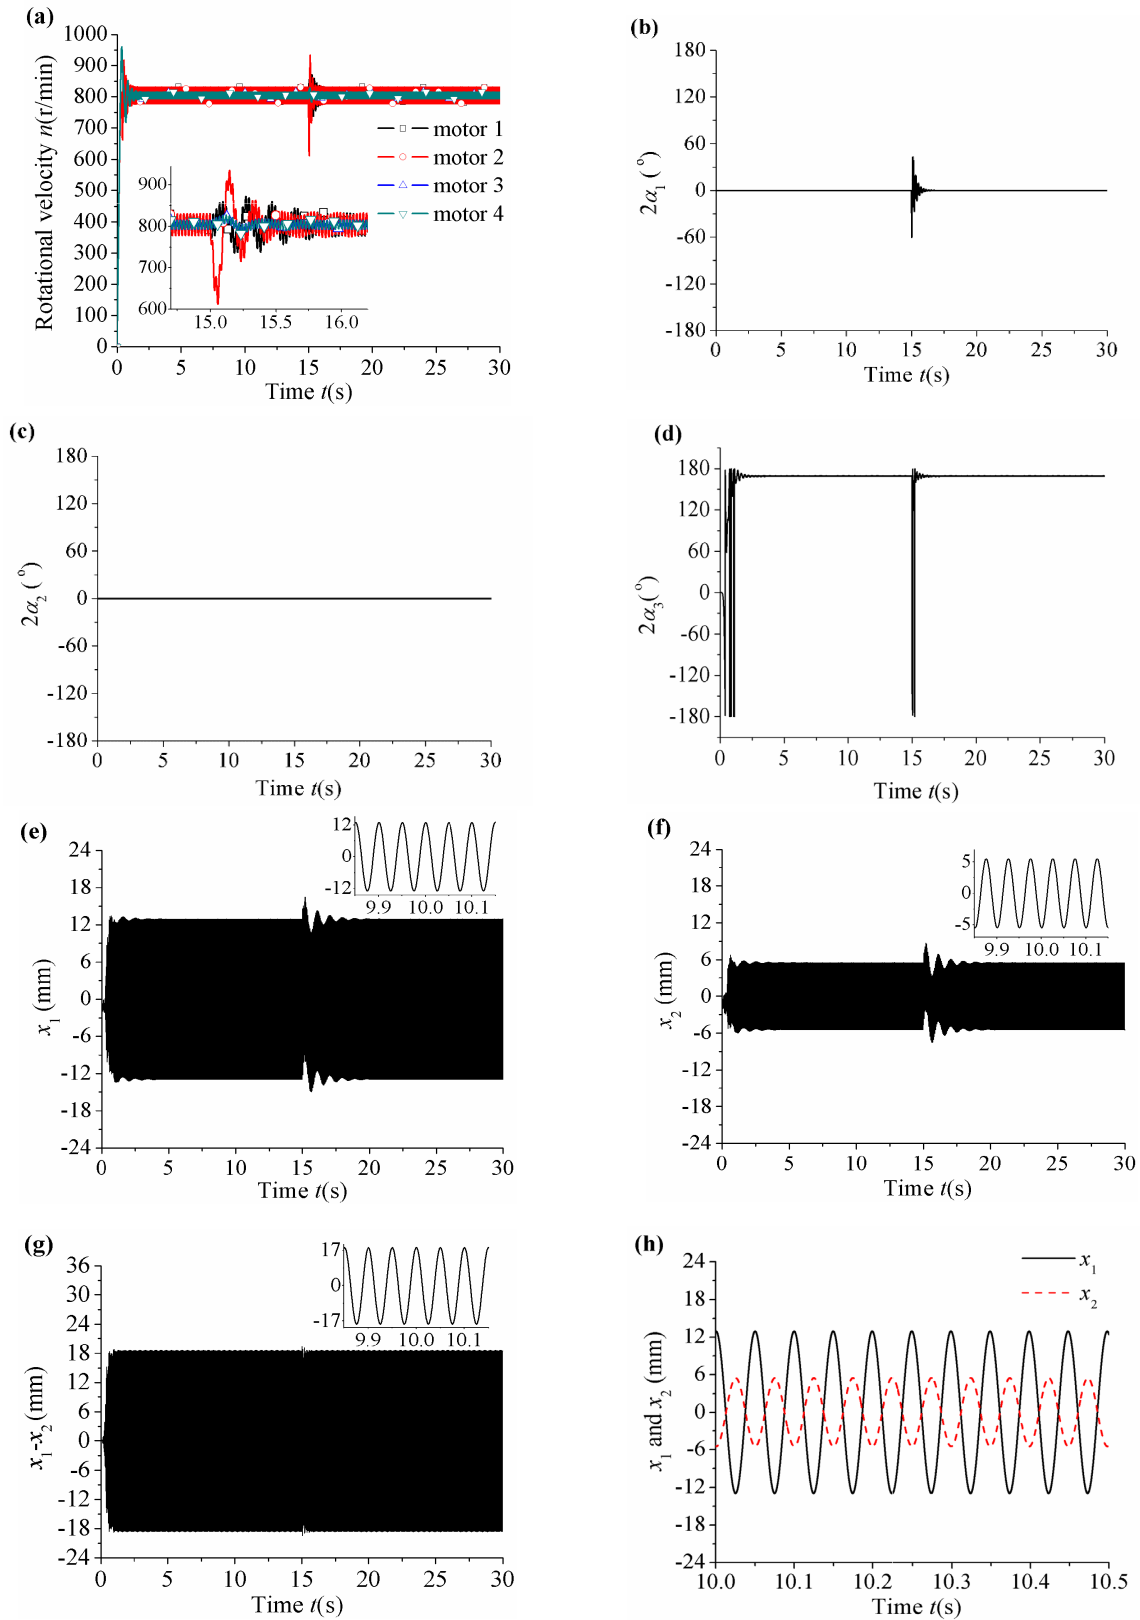 (a)
1000
900
800
700
600
500
400
300
200
100
0
Rotational velocity n(r/min)
motor 1
motor 2
motor 3
motor 4
900
800
700
600
15.0 15.5 16.0
0 5 10 15 20 25 30
Time t(s)
(b)
180
120
60
0
-60
-120
-180
2α1 (°)
0 5 10 15 20 25 30
Time t(s)
(c)
180
120
60
0
-60
-120
-180
2α2 (°)
0 5 10 15 20 25 30
Time t(s)
(d)
180
120
60
0
-60
-120
-180
2α3(°)
0 5 10 15 20 25 30
Time t(s)
(e)
24
18
12
6
0
-6
-12
-18
-24
x1 (mm)
12
0
-12
9.9 10.0 10.1
0 5 10 15 20 25 30
Time t(s)
(f)
24
18
12
6
0
-6
-12
-18
-24
x2 (mm)
5
0
-5
9.9 10.0 10.1
0 5 10 15 20 25 30
Time t(s)
(g)
36
30
24
18
12
6
0
-6
-12
-18
-24
x1-x2 (mm)
17
0
-17
9.9 10.0 10.1
0 5 10 15 20 25 30
Time t(s)
(h)
24
18
12
6
0
-6
-12
-18
-24
x1 and x2 (mm)
x1
x2
10.0 10.1 10.2 10.3 10.4 10.5
Time t(s)